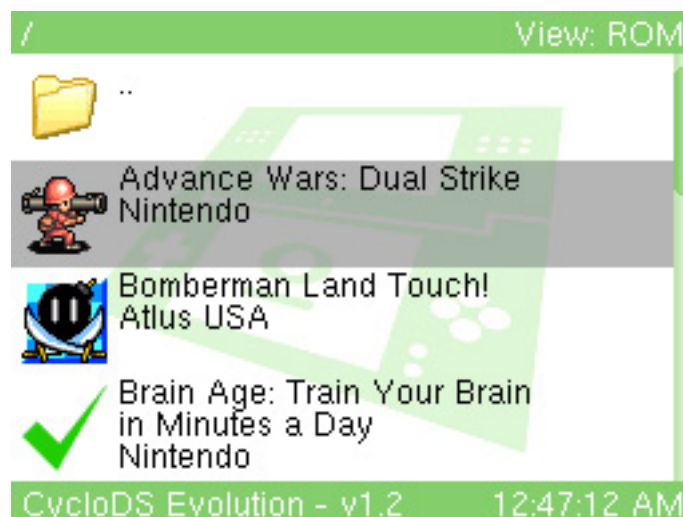 / View: ROM
..
Advance Wars: Dual Strike
Nintendo
Bomberman Land Touch!
Atlus USA
Brain Age: Train Your Brain
in Minutes a Day
Nintendo
CycloDS Evolution - v1.2 12:47:12 AM